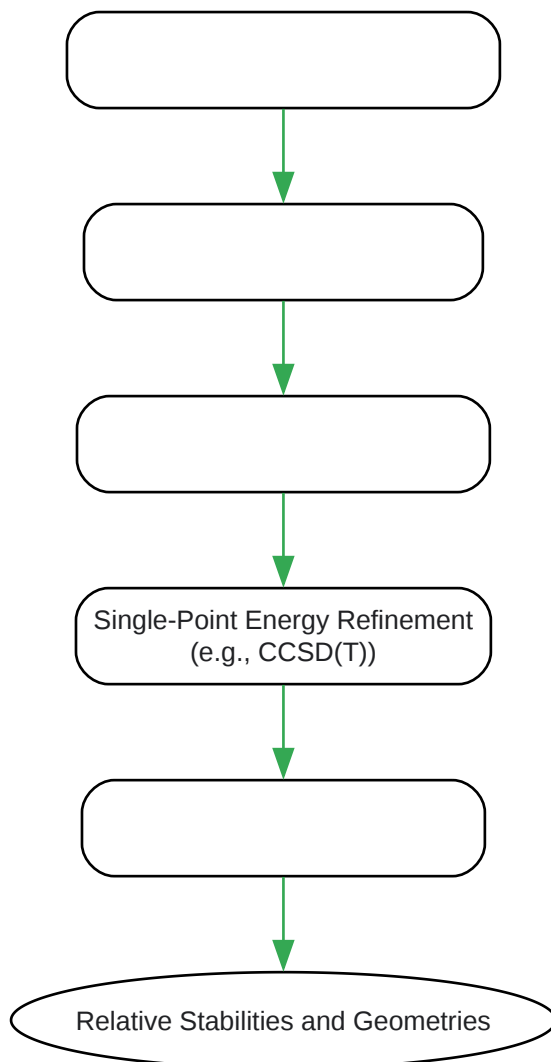 Single-Point Energy Refinement
(e.g., CCSD(T))
Relative Stabilities and Geometries